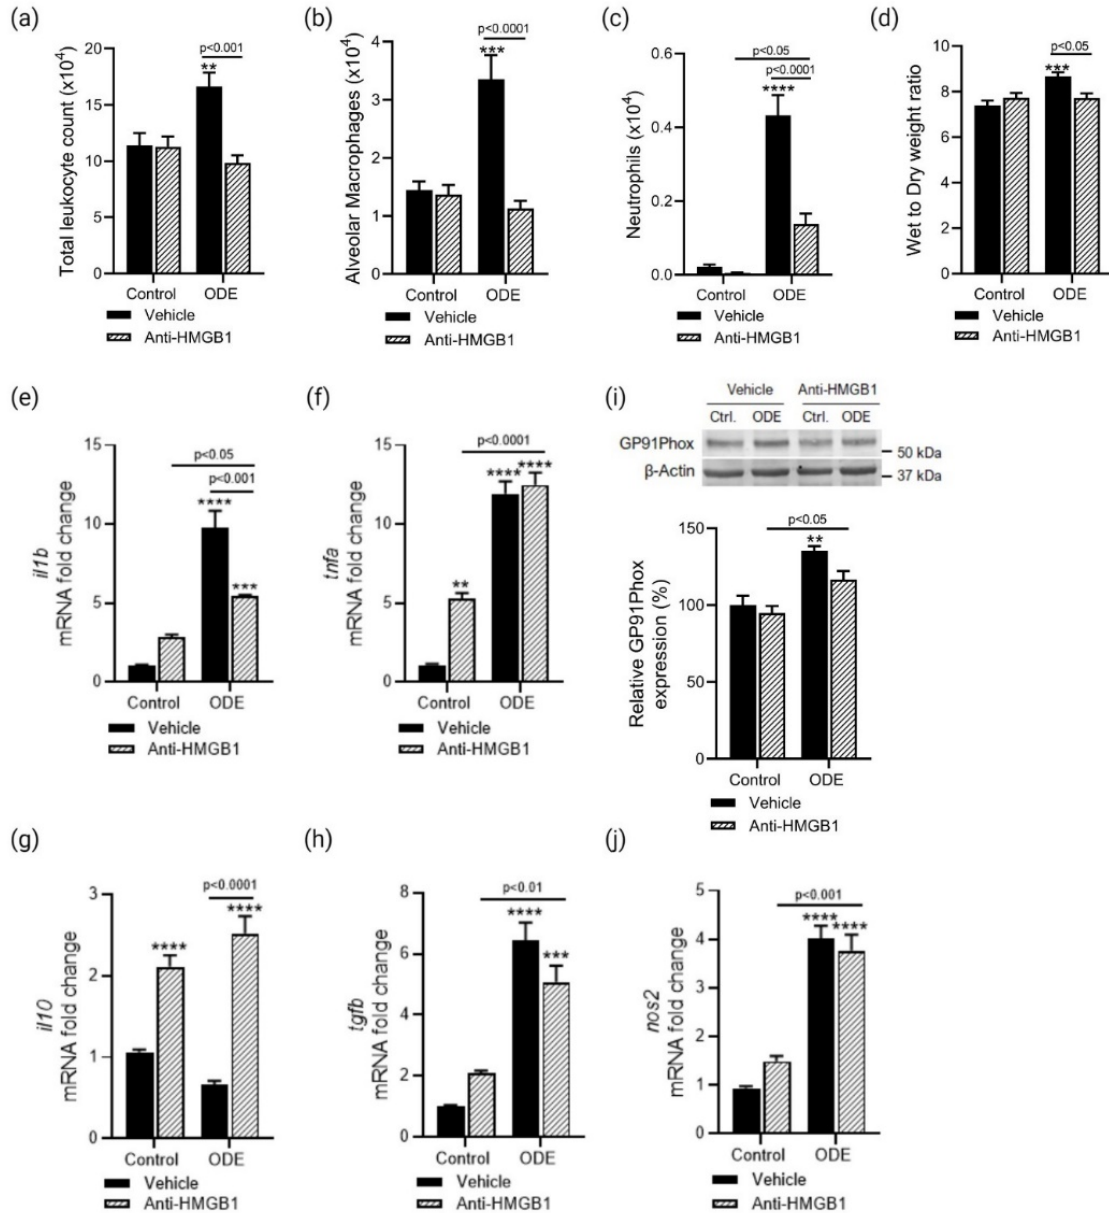 (a)
Total leukocyte count (x10⁴)
20
15
10
5
0
p<0.001
**
Control
ODE
Vehicle
Anti-HMGB1
(b)
Alveolar Macrophages (x10⁴)
4
3
2
1
0
p<0.0001
***
Control
ODE
Vehicle
Anti-HMGB1
(c)
Neutrophils (x10⁴)
0.6
0.4
0.2
0.0
p<0.05
p<0.0001
****
Control
ODE
Vehicle
Anti-HMGB1
(d)
Wet to Dry weight ratio
10
8
6
4
2
0
p<0.05
***
Control
ODE
Vehicle
Anti-HMGB1
(e)
il1b
mRNA fold change
15
10
5
0
p<0.05
p<0.001
****
***
Control
ODE
Vehicle
Anti-HMGB1
(f)
tnfa
mRNA fold change
15
10
5
0
p<0.0001
**** ****
**
Control
ODE
Vehicle
Anti-HMGB1
(i)
Vehicle Anti-HMGB1
Ctrl. ODE Ctrl. ODE
GP91Phox
50 kDa
β-Actin
37 kDa
Relative GP91Phox
expression (%)
150
100
50
0
p<0.05
**
Control
ODE
Vehicle
Anti-HMGB1
(g)
il10
mRNA fold change
3
2
1
0
p<0.0001
****
****
Control
ODE
Vehicle
Anti-HMGB1
(h)
tgfb
mRNA fold change
8
6
4
2
0
p<0.01
****
***
Control
ODE
Vehicle
Anti-HMGB1
(j)
nos2
mRNA fold change
5
4
3
2
1
0
p<0.001
****
****
Control
ODE
Vehicle
Anti-HMGB1